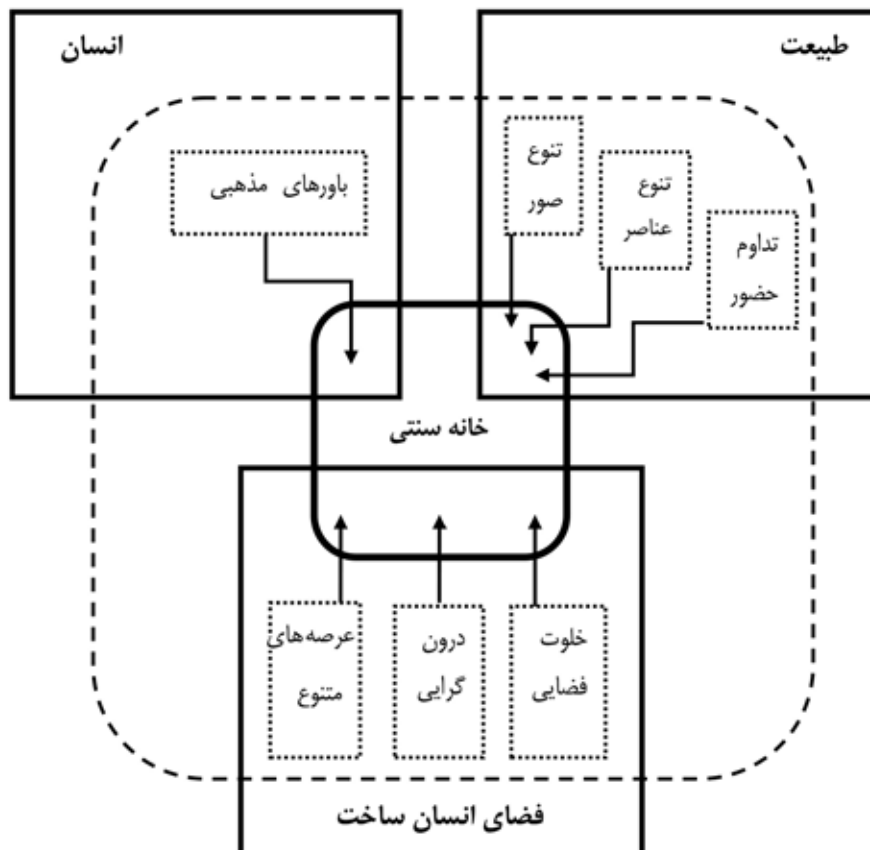 طبیعت
انسان
تنوع
صور
تنوع
عناصر
تداوم
حضور
باورهای مذهبی
خانه سنتی
خلوت
فضایی
درون
گرایی
عرصه‌های
متنوع
فضای انسان ساخت